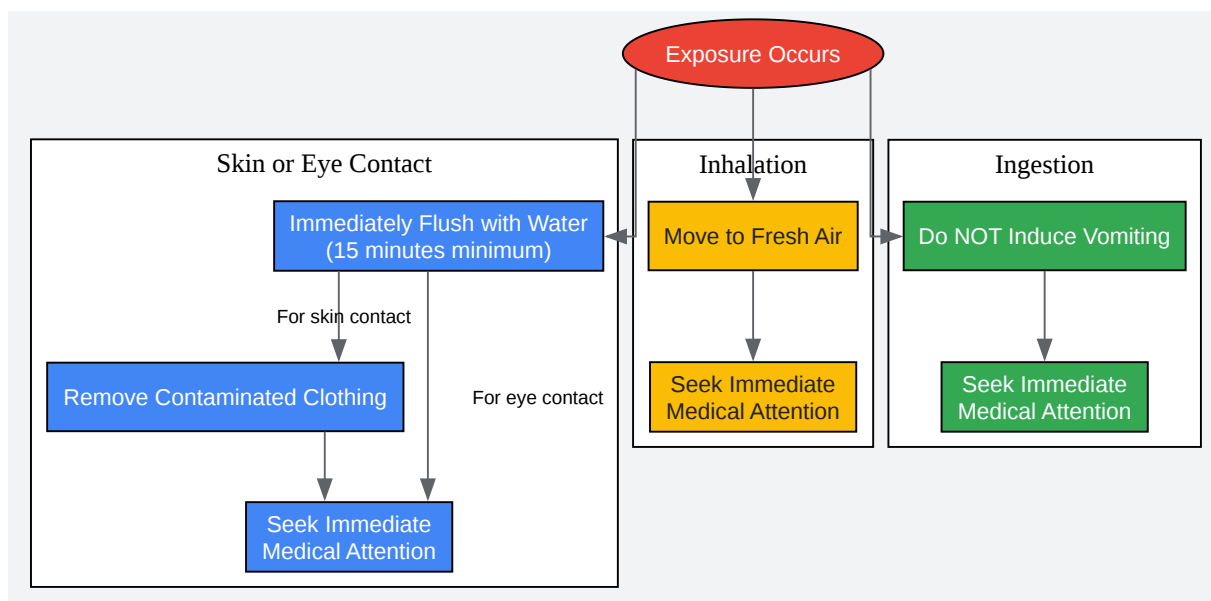 Exposure Occurs
Skin or Eye Contact
Immediately Flush with Water
(15 minutes minimum)
For skin contact
Remove Contaminated Clothing
For eye contact
Seek Immediate
Medical Attention
Inhalation
Move to Fresh Air
Seek Immediate
Medical Attention
Ingestion
Do NOT Induce Vomiting
Seek Immediate
Medical Attention